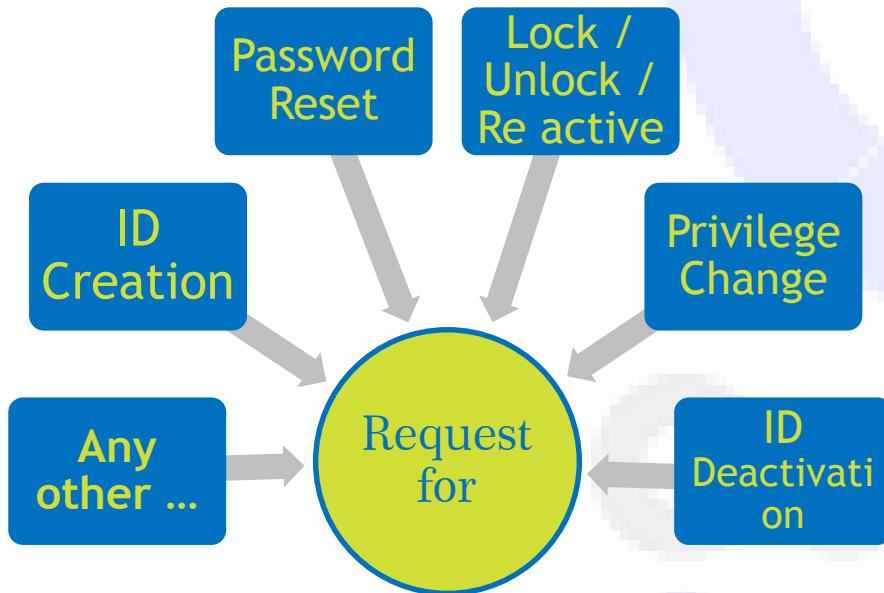 Password
Reset
Lock /
Unlock /
Re active
ID
Creation
Privilege
Change
Any
other ...
Request
for
ID
Deactivati
on